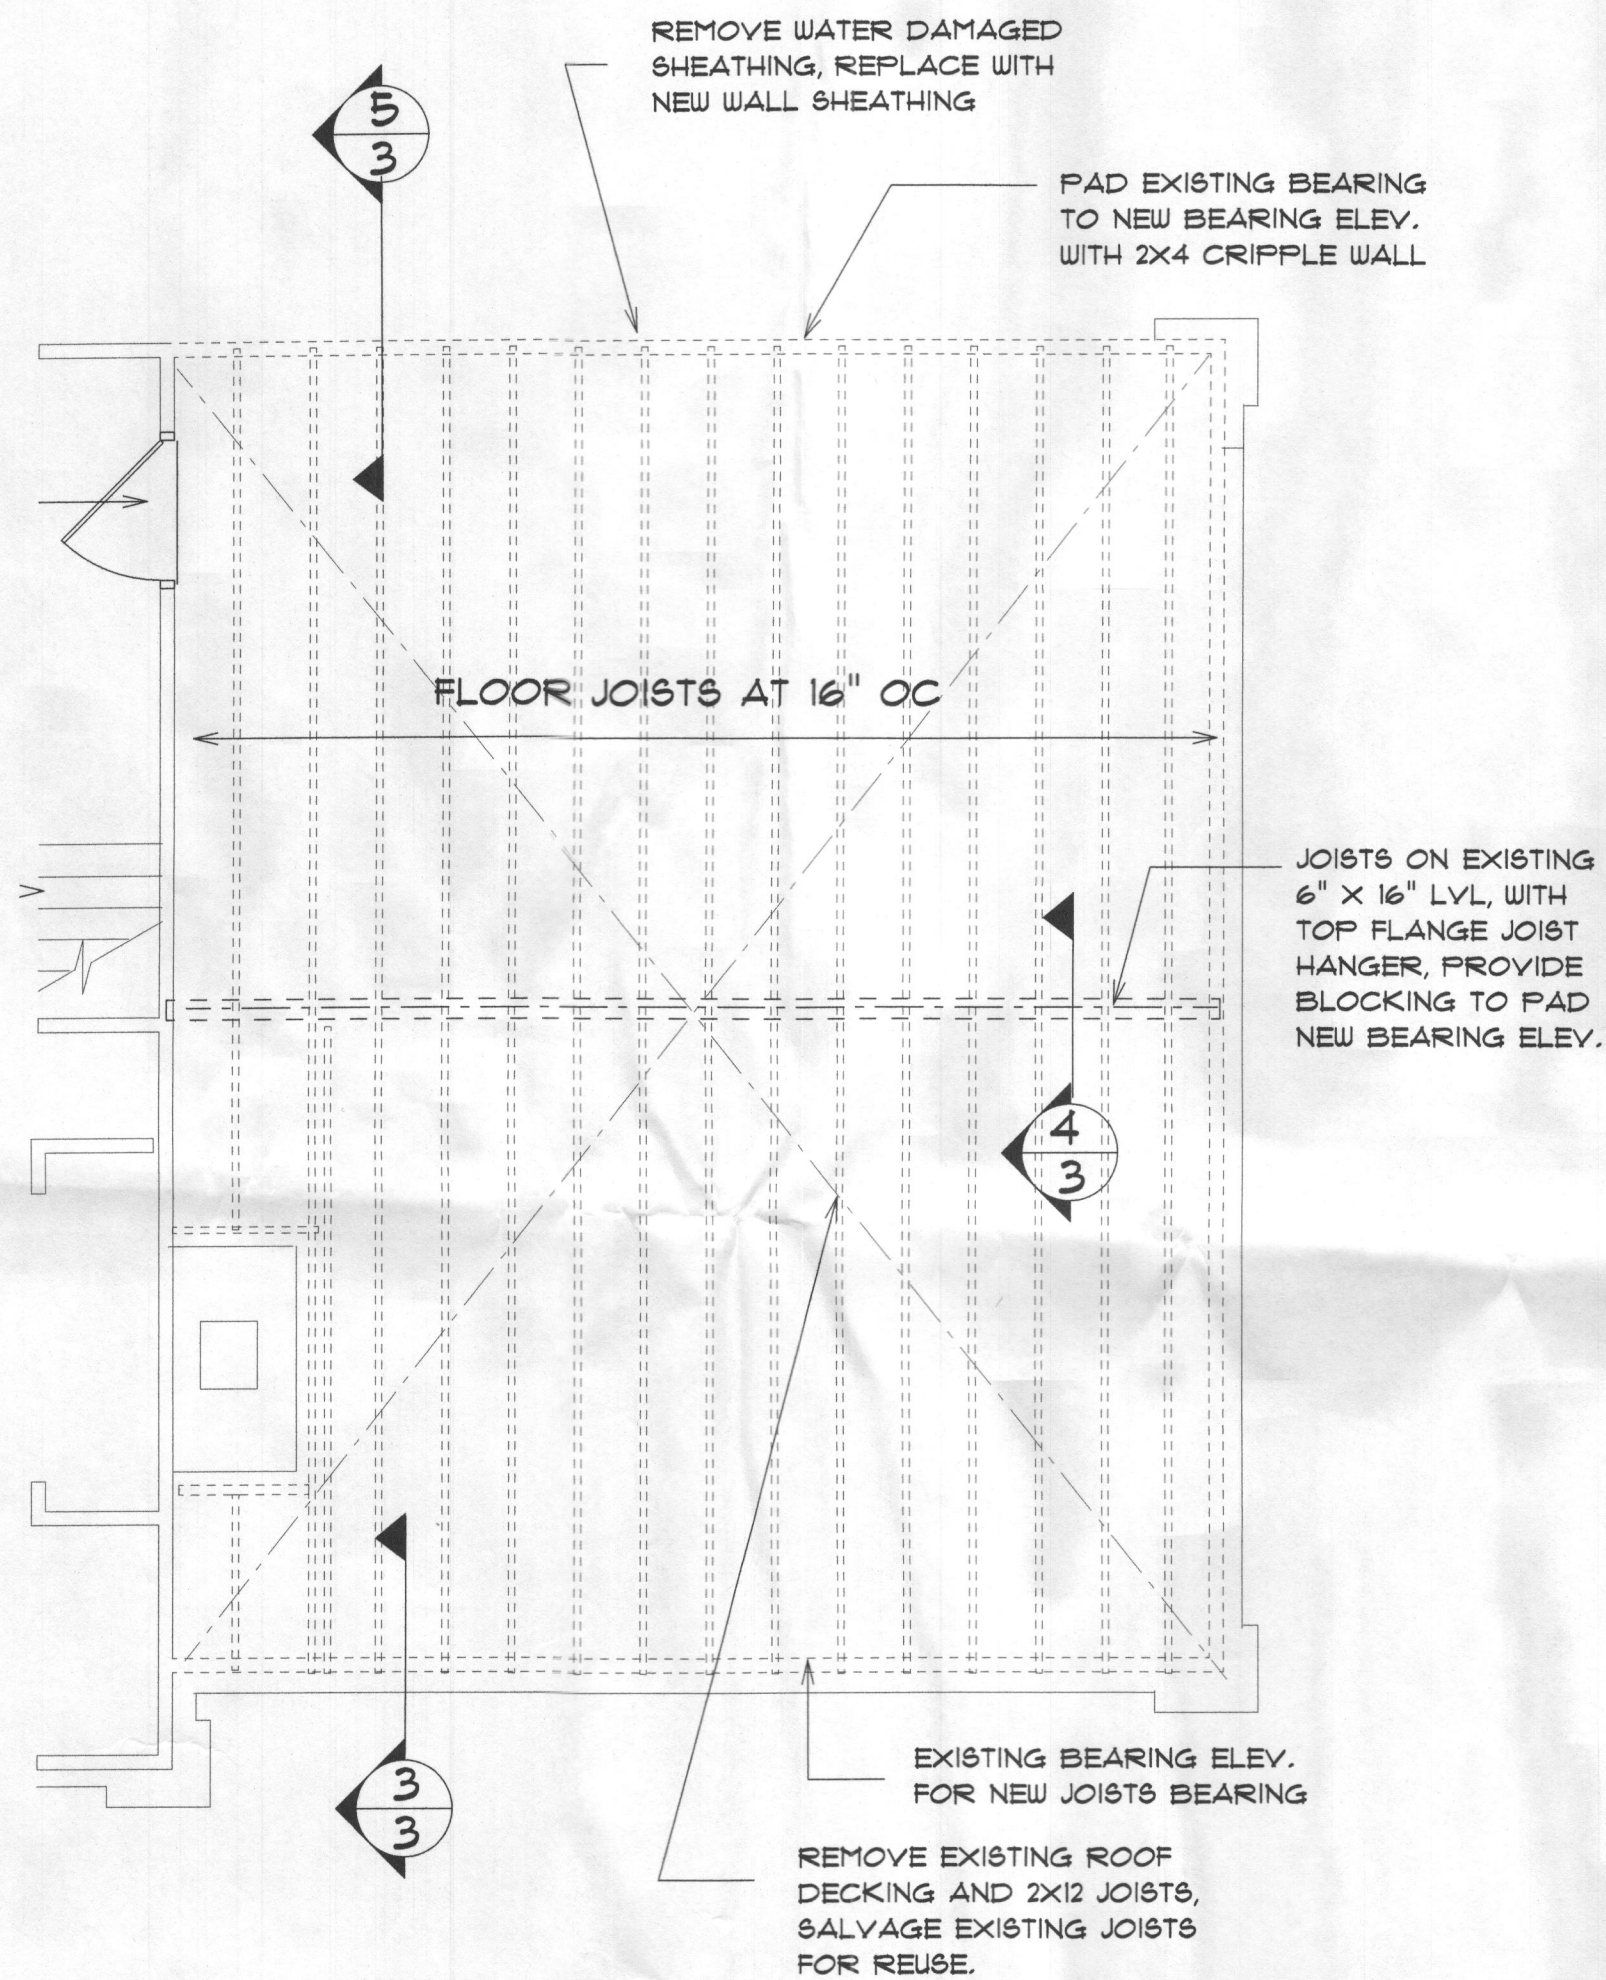 REMOVE WATER DAMAGED
SHEATHING, REPLACE WITH
NEW WALL SHEATHING
5
3
PAD EXISTING BEARING
TO NEW BEARING ELEV.
WITH 2X4 CRIPPLE WALL
FLOOR JOISTS AT 16" OC
JOISTS ON EXISTING
6" X 16" LVL, WITH
TOP FLANGE JOIST
HANGER, PROVIDE
BLOCKING TO PAD
NEW BEARING ELEV.
4
3
3
3
EXISTING BEARING ELEV.
FOR NEW JOISTS BEARING
REMOVE EXISTING ROOF
DECKING AND 2X12 JOISTS,
SALVAGE EXISTING JOISTS
FOR REUSE.